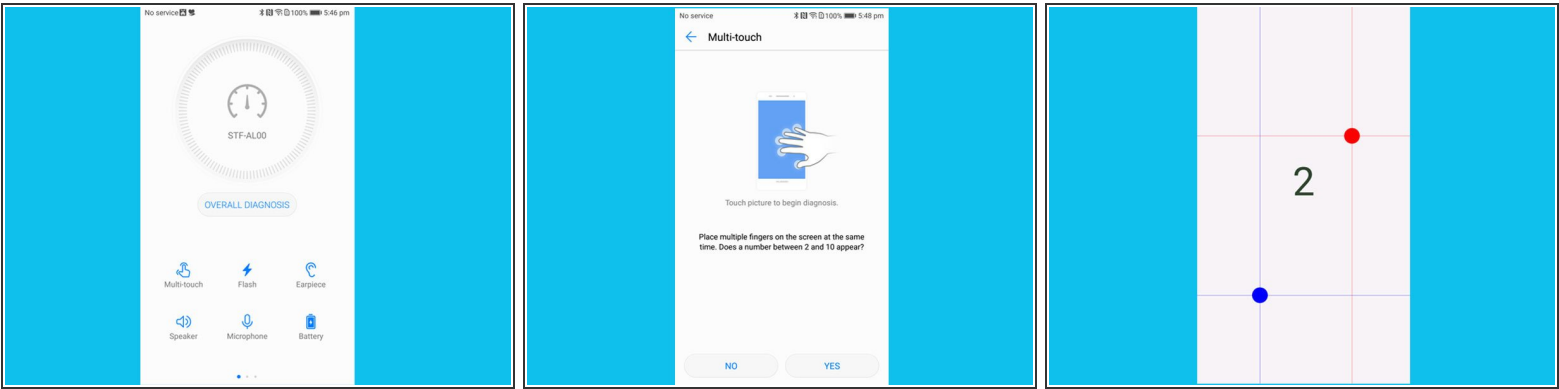 No service 100% 5:46 pm
STF-AL00
OVERALL DIAGNOSIS
Multi-touch Flash Earpiece
Speaker Microphone Battery
No service 100% 5:48 pm
Multi-touch
Touch picture to begin diagnosis.
Place multiple fingers on the screen at the same
time. Does a number between 2 and 10 appear?
NO YES
2